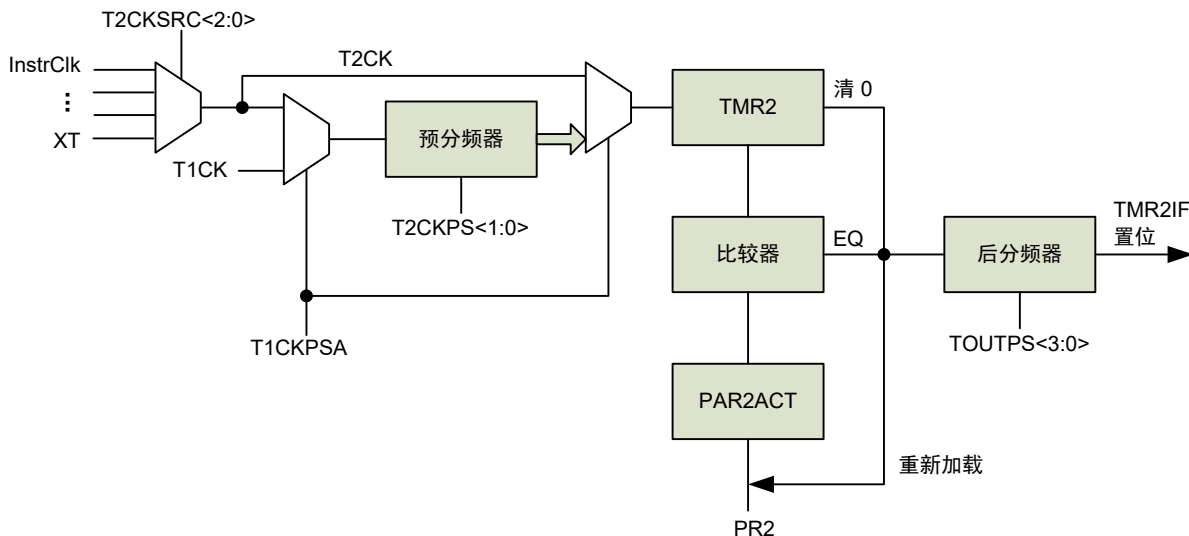 T2CKSRC<2:0>
InstrClk
⋮
XT
T2CK
T1CK
预分频器
T2CKPS<1:0>
T1CKPSA
TMR2
清 0
比较器
EQ
后分频器
TMR2IF
置位
TOUTPS<3:0>
PAR2ACT
重新加载
PR2